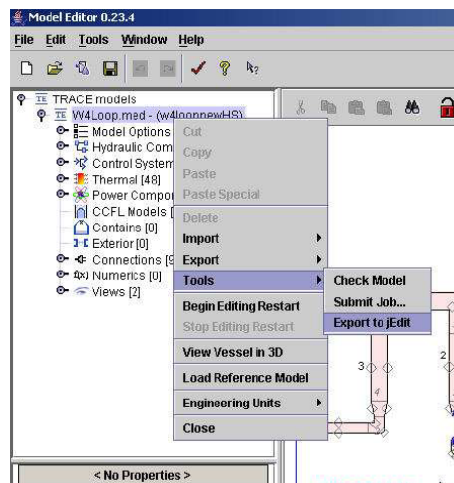 Model Editor 0.23.4
File Edit Tools Window Help
TRACE models
W4Loop.med - (w4loopnewHS)
Model Options
Hydraulic Com
Control System
Thermal [48]
Power Compo
CCFL Models [
Contains [0]
Exterior [0]
Connections [9
Numerics [0]
Views [2]
Cut
Copy
Paste
Paste Special
Delete
Import
Export
Tools
Begin Editing Restart
Stop Editing Restart
View Vessel in 3D
Load Reference Model
Engineering Units
Close
Check Model
Submit Job...
Export to jEdit
3
2
4
< No Properties >